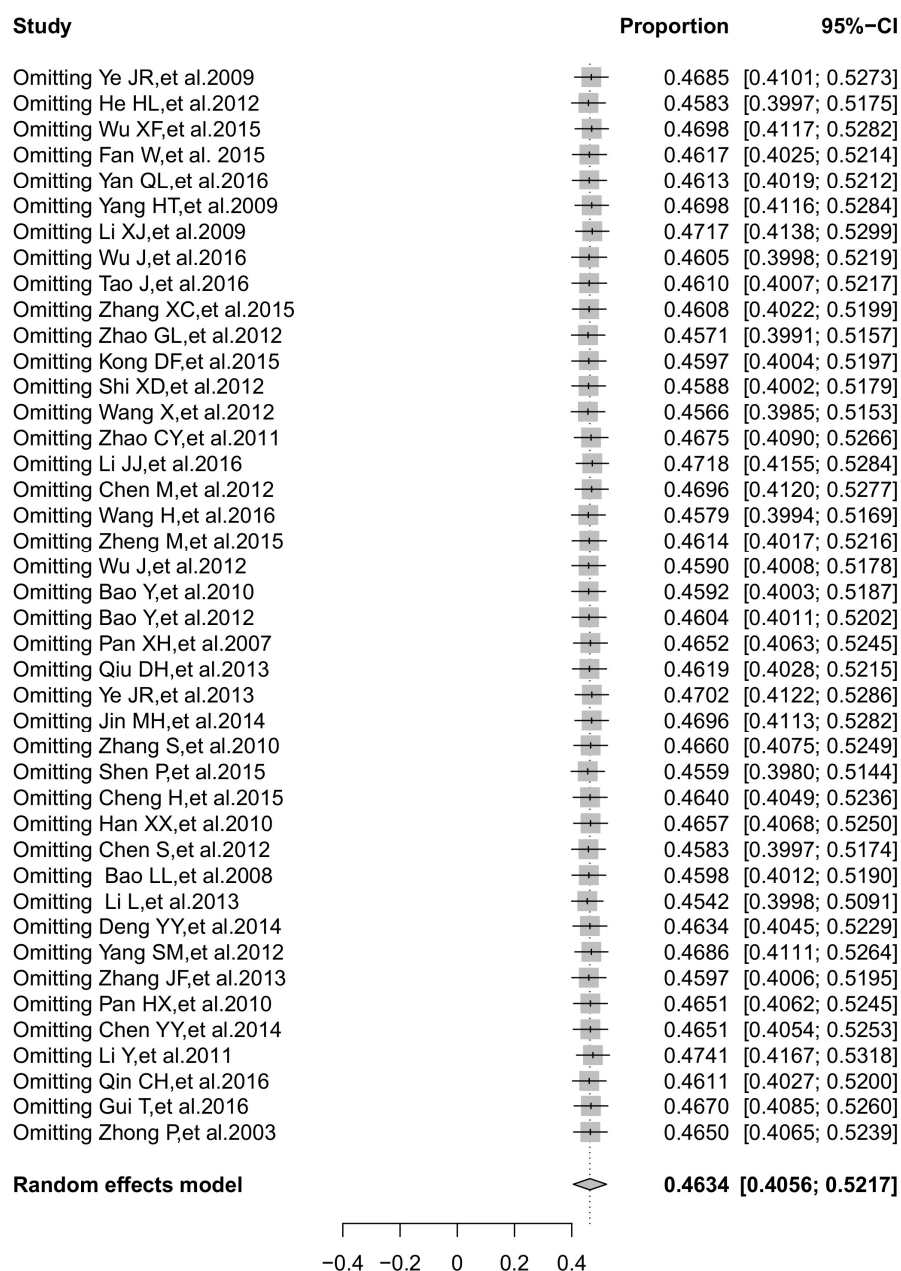 Study Proportion 95%−CI
Omitting Ye JR,et al.2009 0.4685 [0.4101; 0.5273]
Omitting He HL,et al.2012 0.4583 [0.3997; 0.5175]
Omitting Wu XF,et al.2015 0.4698 [0.4117; 0.5282]
Omitting Fan W,et al. 2015 0.4617 [0.4025; 0.5214]
Omitting Yan QL,et al.2016 0.4613 [0.4019; 0.5212]
Omitting Yang HT,et al.2009 0.4698 [0.4116; 0.5284]
Omitting Li XJ,et al.2009 0.4717 [0.4138; 0.5299]
Omitting Wu J,et al.2016 0.4605 [0.3998; 0.5219]
Omitting Tao J,et al.2016 0.4610 [0.4007; 0.5217]
Omitting Zhang XC,et al.2015 0.4608 [0.4022; 0.5199]
Omitting Zhao GL,et al.2012 0.4571 [0.3991; 0.5157]
Omitting Kong DF,et al.2015 0.4597 [0.4004; 0.5197]
Omitting Shi XD,et al.2012 0.4588 [0.4002; 0.5179]
Omitting Wang X,et al.2012 0.4566 [0.3985; 0.5153]
Omitting Zhao CY,et al.2011 0.4675 [0.4090; 0.5266]
Omitting Li JJ,et al.2016 0.4718 [0.4155; 0.5284]
Omitting Chen M,et al.2012 0.4696 [0.4120; 0.5277]
Omitting Wang H,et al.2016 0.4579 [0.3994; 0.5169]
Omitting Zheng M,et al.2015 0.4614 [0.4017; 0.5216]
Omitting Wu J,et al.2012 0.4590 [0.4008; 0.5178]
Omitting Bao Y,et al.2010 0.4592 [0.4003; 0.5187]
Omitting Bao Y,et al.2012 0.4604 [0.4011; 0.5202]
Omitting Pan XH,et al.2007 0.4652 [0.4063; 0.5245]
Omitting Qiu DH,et al.2013 0.4619 [0.4028; 0.5215]
Omitting Ye JR,et al.2013 0.4702 [0.4122; 0.5286]
Omitting Jin MH,et al.2014 0.4696 [0.4113; 0.5282]
Omitting Zhang S,et al.2010 0.4660 [0.4075; 0.5249]
Omitting Shen P,et al.2015 0.4559 [0.3980; 0.5144]
Omitting Cheng H,et al.2015 0.4640 [0.4049; 0.5236]
Omitting Han XX,et al.2010 0.4657 [0.4068; 0.5250]
Omitting Chen S,et al.2012 0.4583 [0.3997; 0.5174]
Omitting Bao LL,et al.2008 0.4598 [0.4012; 0.5190]
Omitting Li L,et al.2013 0.4542 [0.3998; 0.5091]
Omitting Deng YY,et al.2014 0.4634 [0.4045; 0.5229]
Omitting Yang SM,et al.2012 0.4686 [0.4111; 0.5264]
Omitting Zhang JF,et al.2013 0.4597 [0.4006; 0.5195]
Omitting Pan HX,et al.2010 0.4651 [0.4062; 0.5245]
Omitting Chen YY,et al.2014 0.4651 [0.4054; 0.5253]
Omitting Li Y,et al.2011 0.4741 [0.4167; 0.5318]
Omitting Qin CH,et al.2016 0.4611 [0.4027; 0.5200]
Omitting Gui T,et al.2016 0.4670 [0.4085; 0.5260]
Omitting Zhong P,et al.2003 0.4650 [0.4065; 0.5239]
Random effects model 0.4634 [0.4056; 0.5217]
−0.4 −0.2 0 0.2 0.4